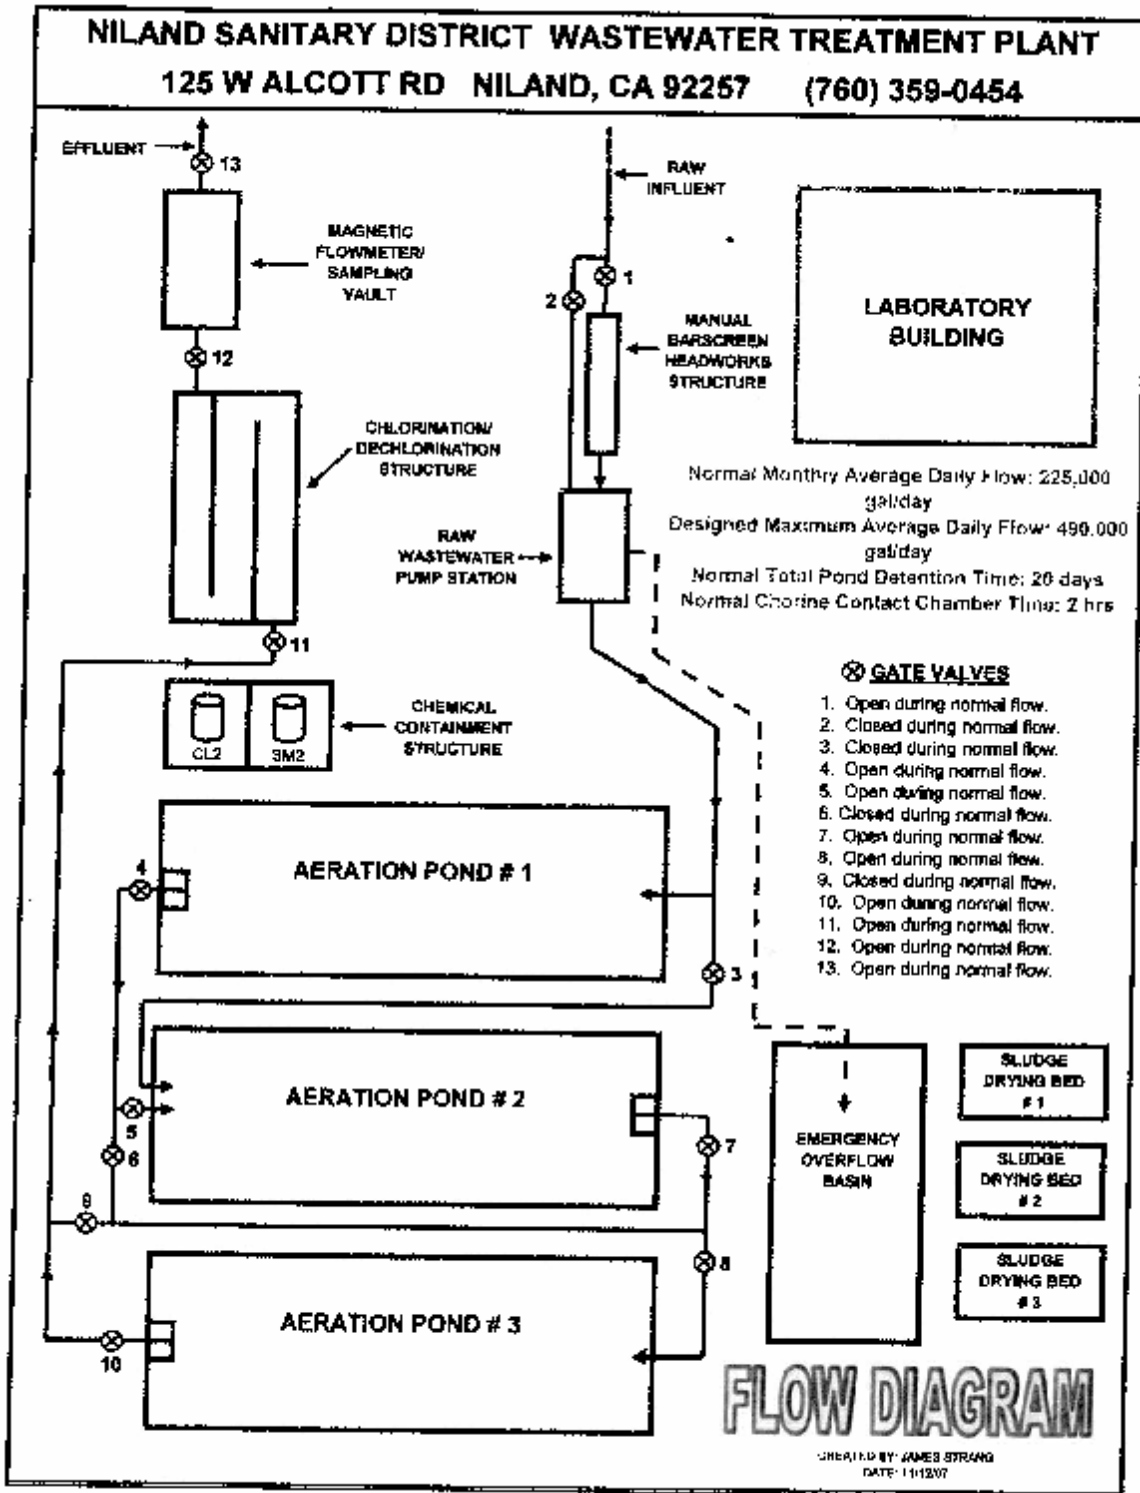 NILAND SANITARY DISTRICT WASTEWATER TREATMENT PLANT
125 W ALCOTT RD NILAND, CA 92257 (760) 359-0454
EFFLUENT
13
RAW
INFLUENT
MAGNETIC
FLOWMETER/
SAMPLING
VAULT
1
2
12
MANUAL
BARSCREEN
HEADWORKS
STRUCTURE
LABORATORY
BUILDING
CHLORINATION/
DECHLORINATION
STRUCTURE
RAW
WASTEWATER
PUMP STATION
Normal Monthly Average Daily Flow: 225,000
gal/day
Designed Maximum Average Daily Flow: 490,000
gal/day
Normal Total Pond Detention Time: 20 days
Normal Chorine Contact Chamber Time: 2 hrs
11
CL2
SM2
CHEMICAL
CONTAINMENT
STRUCTURE
GATE VALVES
1. Open during normal flow.
2. Closed during normal flow.
3. Closed during normal flow.
4. Open during normal flow.
5. Open during normal flow.
6. Closed during normal flow.
7. Open during normal flow.
8. Open during normal flow.
9. Closed during normal flow.
10. Open during normal flow.
11. Open during normal flow.
12. Open during normal flow.
13. Open during normal flow.
4
AERATION POND # 1
3
AERATION POND # 2
5
6
7
9
8
EMERGENCY
OVERFLOW
BASIN
SLUDGE
DRYING BED
# 1
SLUDGE
DRYING BED
# 2
SLUDGE
DRYING BED
# 3
AERATION POND # 3
10
FLOW DIAGRAM
CREATED BY: JAMES STRANG
DATE: 11/12/07